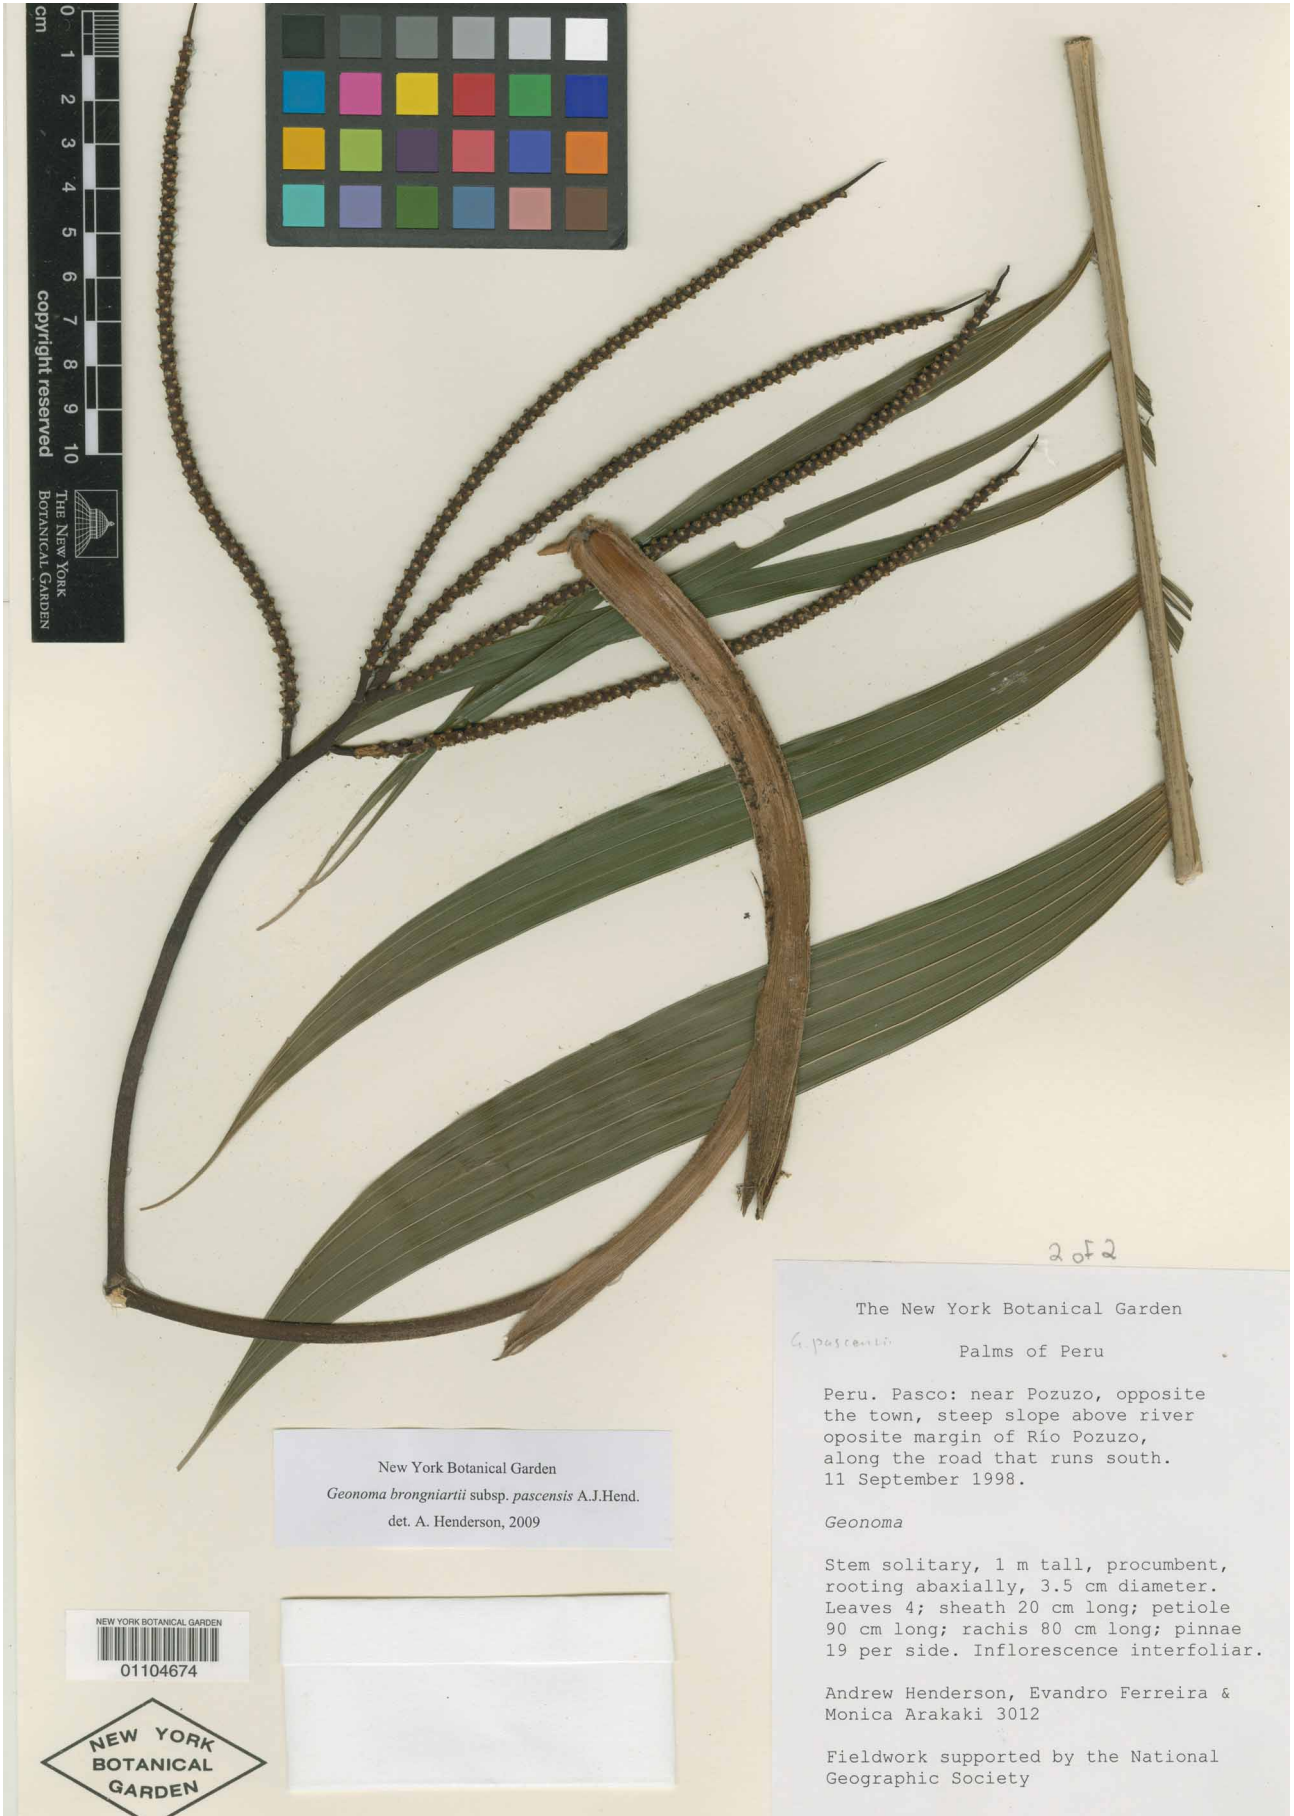 cm
0
1
2
3
4
5
6
7
8
9
10
copyright reserved
THE NEW YORK
BOTANICAL GARDEN
2 of 2
The New York Botanical Garden
G. pascensis
Palms of Peru
Peru. Pasco: near Pozuzo, opposite
the town, steep slope above river
oposite margin of Río Pozuzo,
along the road that runs south.
11 September 1998.
Geonoma
Stem solitary, 1 m tall, procumbent,
rooting abaxially, 3.5 cm diameter.
Leaves 4; sheath 20 cm long; petiole
90 cm long; rachis 80 cm long; pinnae
19 per side. Inflorescence interfoliar.
Andrew Henderson, Evandro Ferreira &
Monica Arakaki 3012
Fieldwork supported by the National
Geographic Society
New York Botanical Garden
Geonoma brongniartii subsp. pascensis A.J.Hend.
det. A. Henderson, 2009
NEW YORK BOTANICAL GARDEN
01104674
NEW YORK
BOTANICAL
GARDEN